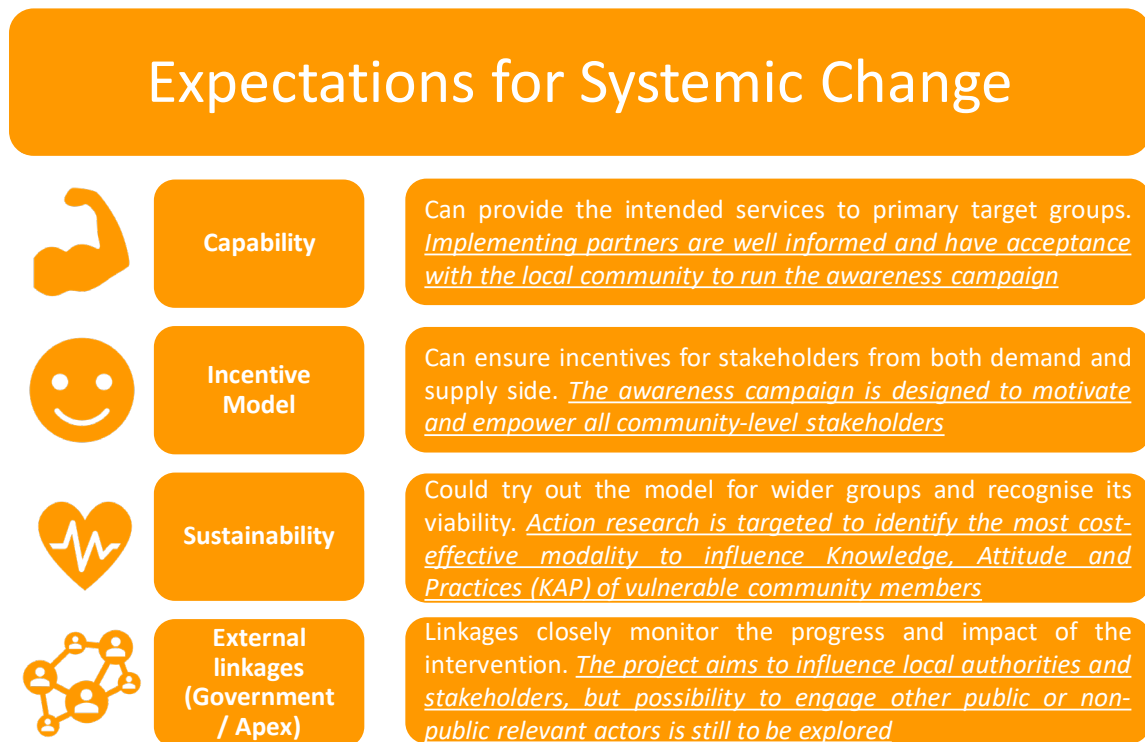 Expectations for Systemic Change
Capability
Can provide the intended services to primary target groups.
Implementing partners are well informed and have acceptance
with the local community to run the awareness campaign
Incentive
Model
Can ensure incentives for stakeholders from both demand and
supply side. The awareness campaign is designed to motivate
and empower all community-level stakeholders
Sustainability
Could try out the model for wider groups and recognise its
viability. Action research is targeted to identify the most cost-
effective modality to influence Knowledge, Attitude and
Practices (KAP) of vulnerable community members
External
linkages
(Government
/ Apex)
Linkages closely monitor the progress and impact of the
intervention. The project aims to influence local authorities and
stakeholders, but possibility to engage other public or non-
public relevant actors is still to be explored